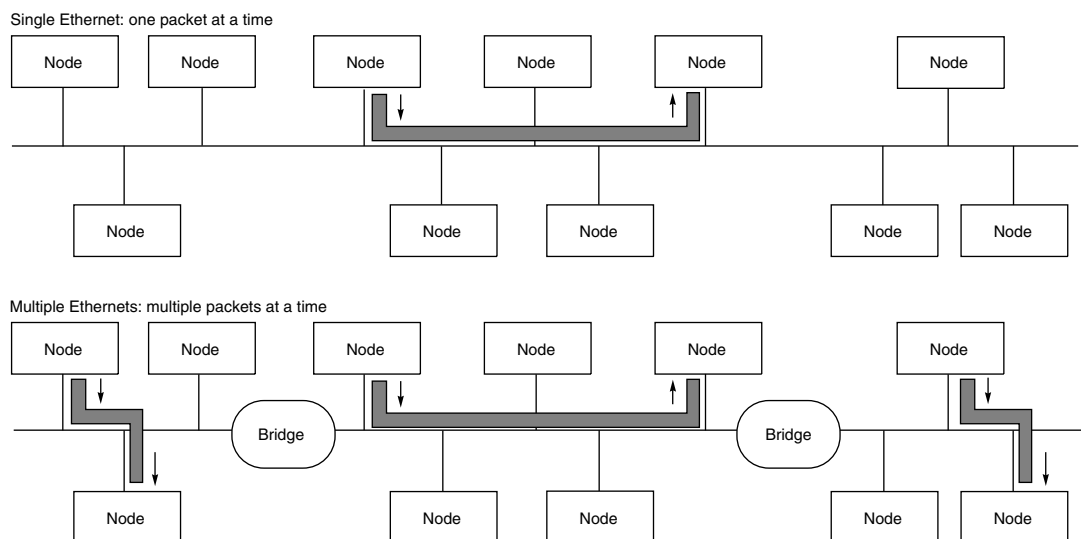 Single Ethernet: one packet at a time
Node
Node
Node
Node
Node
Node
Node
Node
Node
Node
Node
Multiple Ethernets: multiple packets at a time
Node
Node
Node
Node
Node
Node
Bridge
Bridge
Node
Node
Node
Node
Node